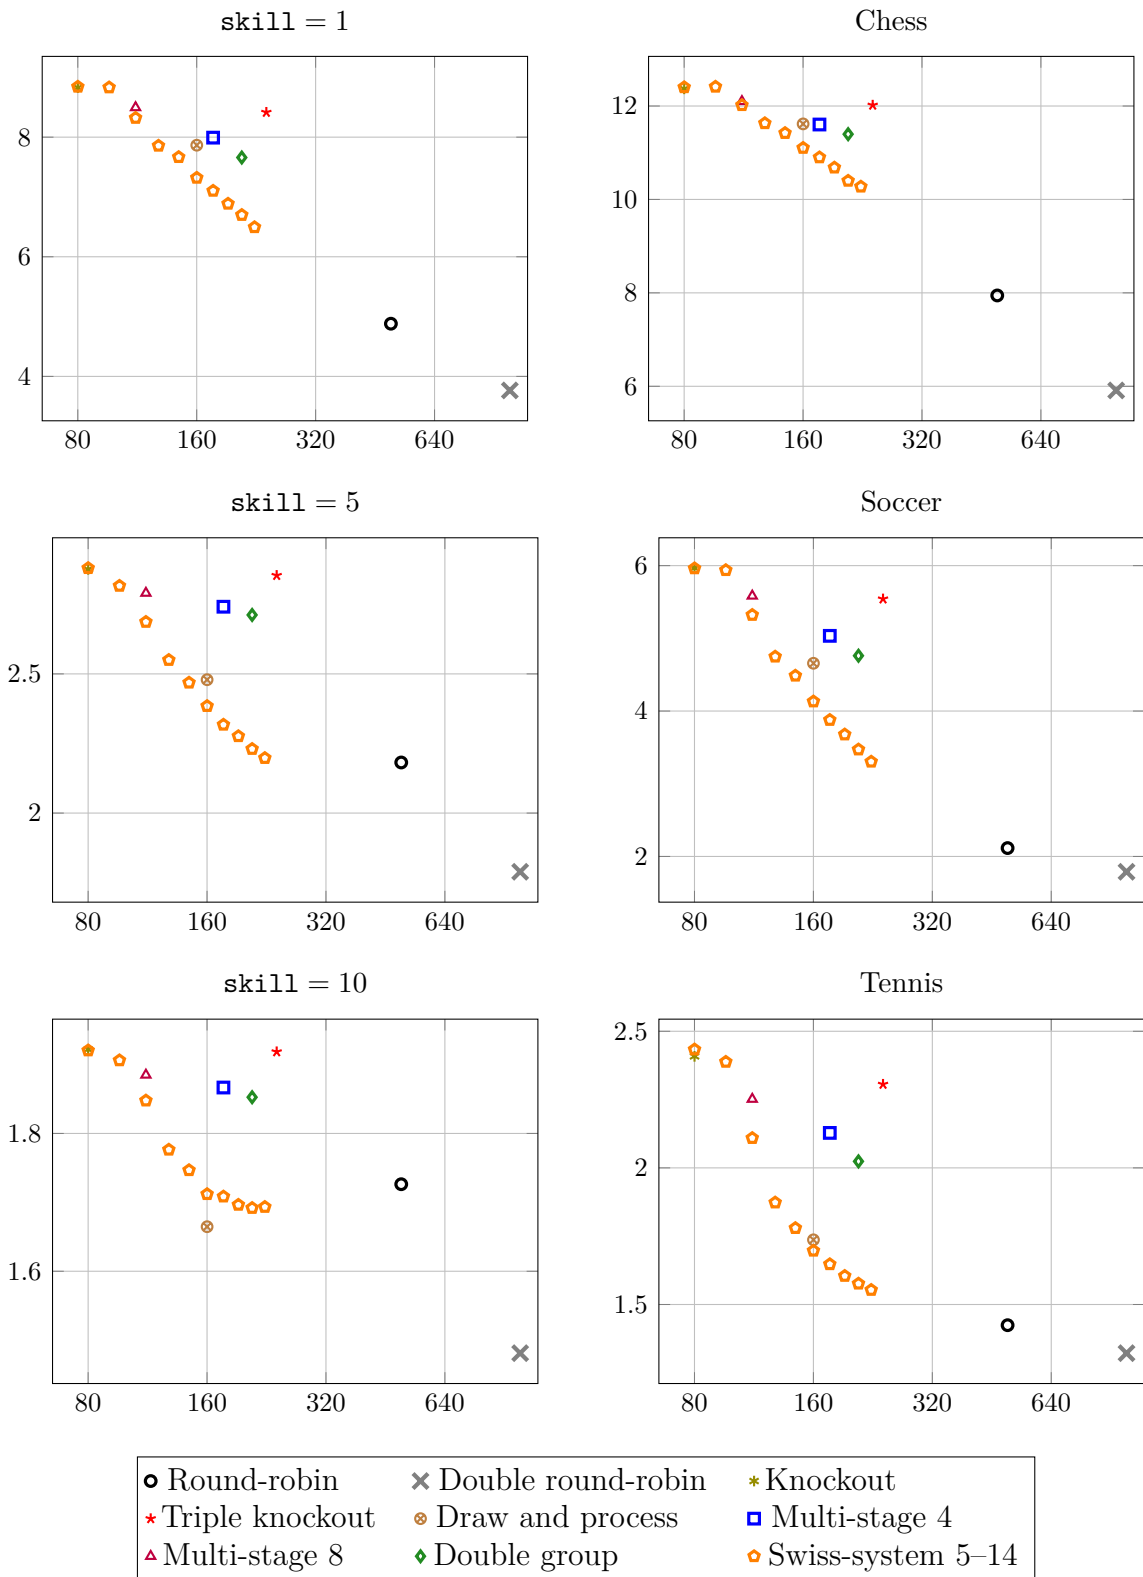 skill = 1
Chess
8
6
4
80 160 320 640
12
10
8
6
80 160 320 640
skill = 5
Soccer
2.5
2
80 160 320 640
6
4
2
80 160 320 640
skill = 10
Tennis
1.8
1.6
80 160 320 640
2.5
2
1.5
80 160 320 640
Round-robin Double round-robin Knockout
Triple knockout Draw and process Multi-stage 4
Multi-stage 8 Double group Swiss-system 5–14